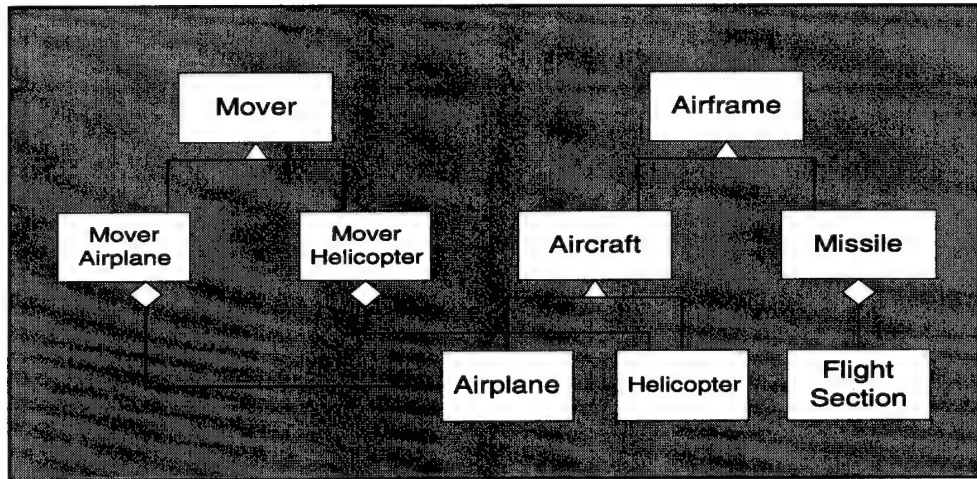 Mover
Airframe
Mover
Airplane
Mover
Helicopter
Aircraft
Missile
Airplane
Helicopter
Flight
Section